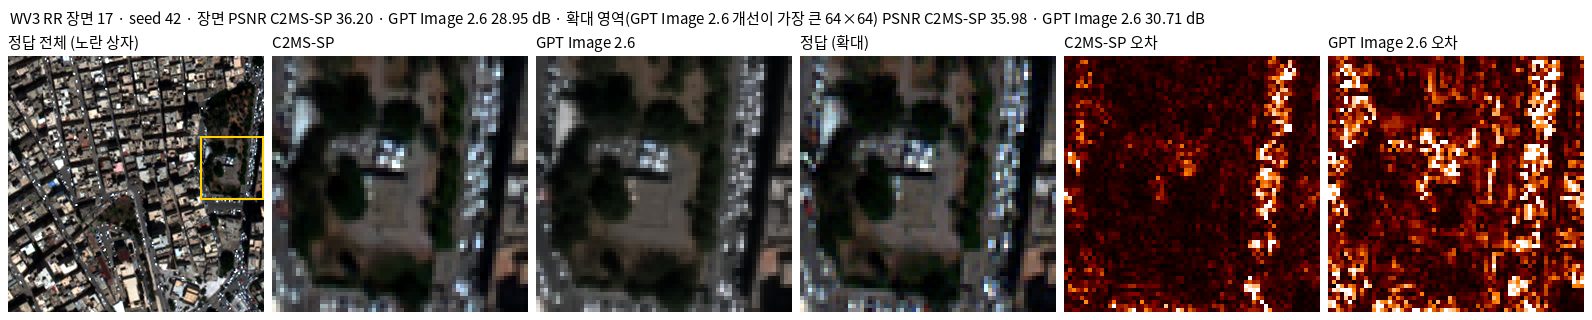 WV3 RR 장면 17 · seed 42 · 장면 PSNR C2MS-SP 36.20 · GPT Image 2.6 28.95 dB · 확대 영역(GPT Image 2.6 개선이 가장 큰 64×64) PSNR C2MS-SP 35.98 · GPT Image 2.6 30.71 dB
정답 전체 (노란 상자)
C2MS-SP
GPT Image 2.6
정답 (확대)
C2MS-SP 오차
GPT Image 2.6 오차